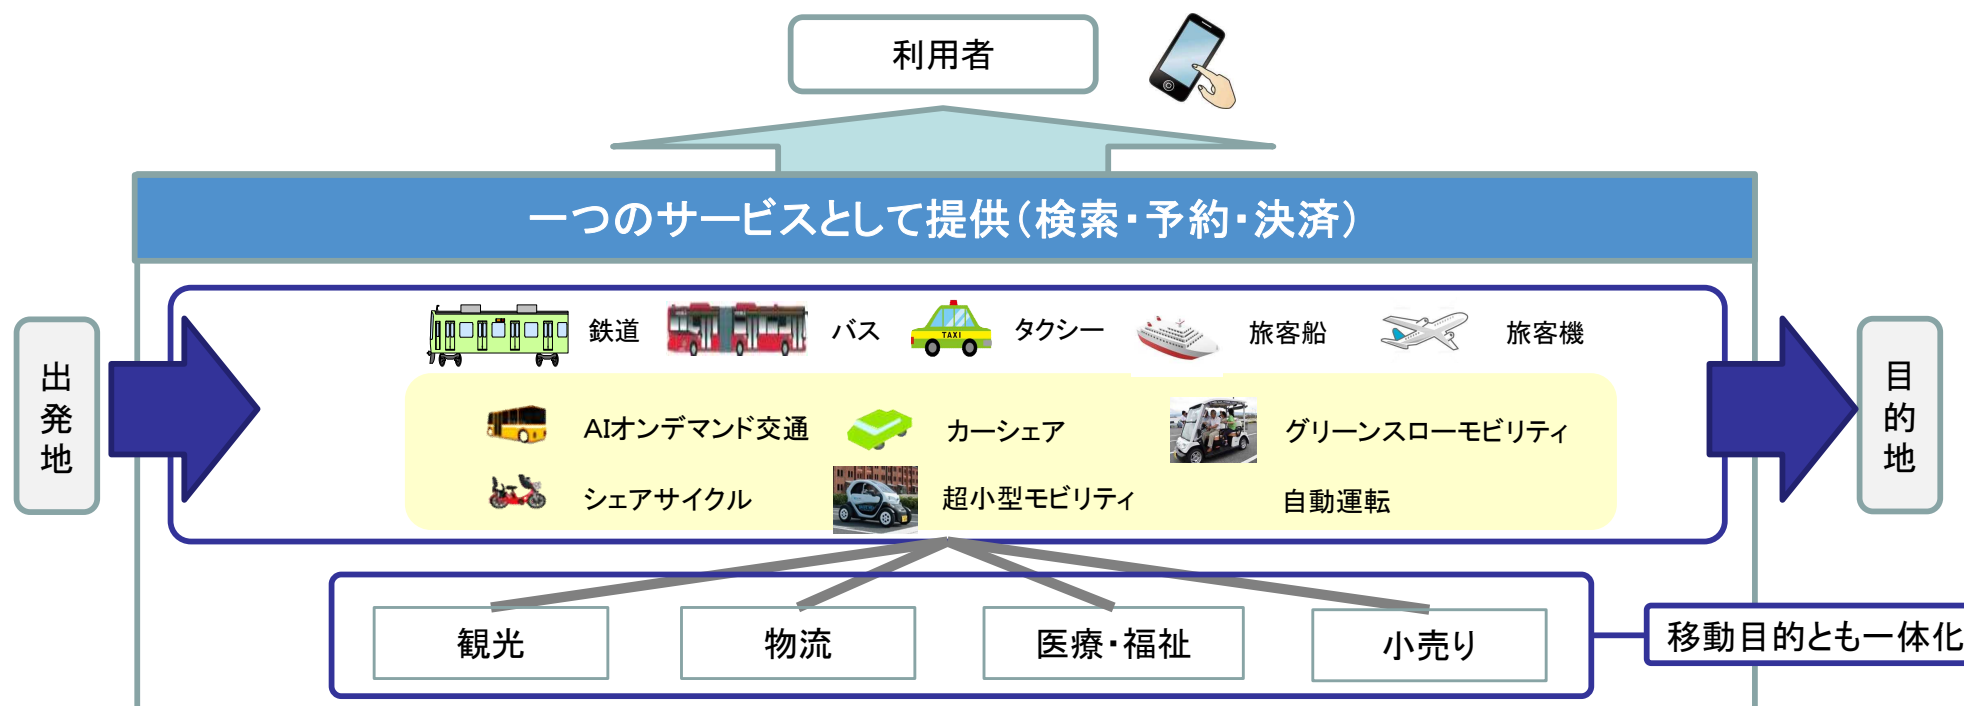 利用者
一つのサービスとして提供(検索・予約・決済)
出発地
鉄道
バス
TAXI
タクシー
旅客船
旅客機
目的地
AIオンデマンド交通
カーシェア
グリーンスローモビリティ
シェアサイクル
超小型モビリティ
自動運転
観光
物流
医療・福祉
小売り
移動目的とも一体化